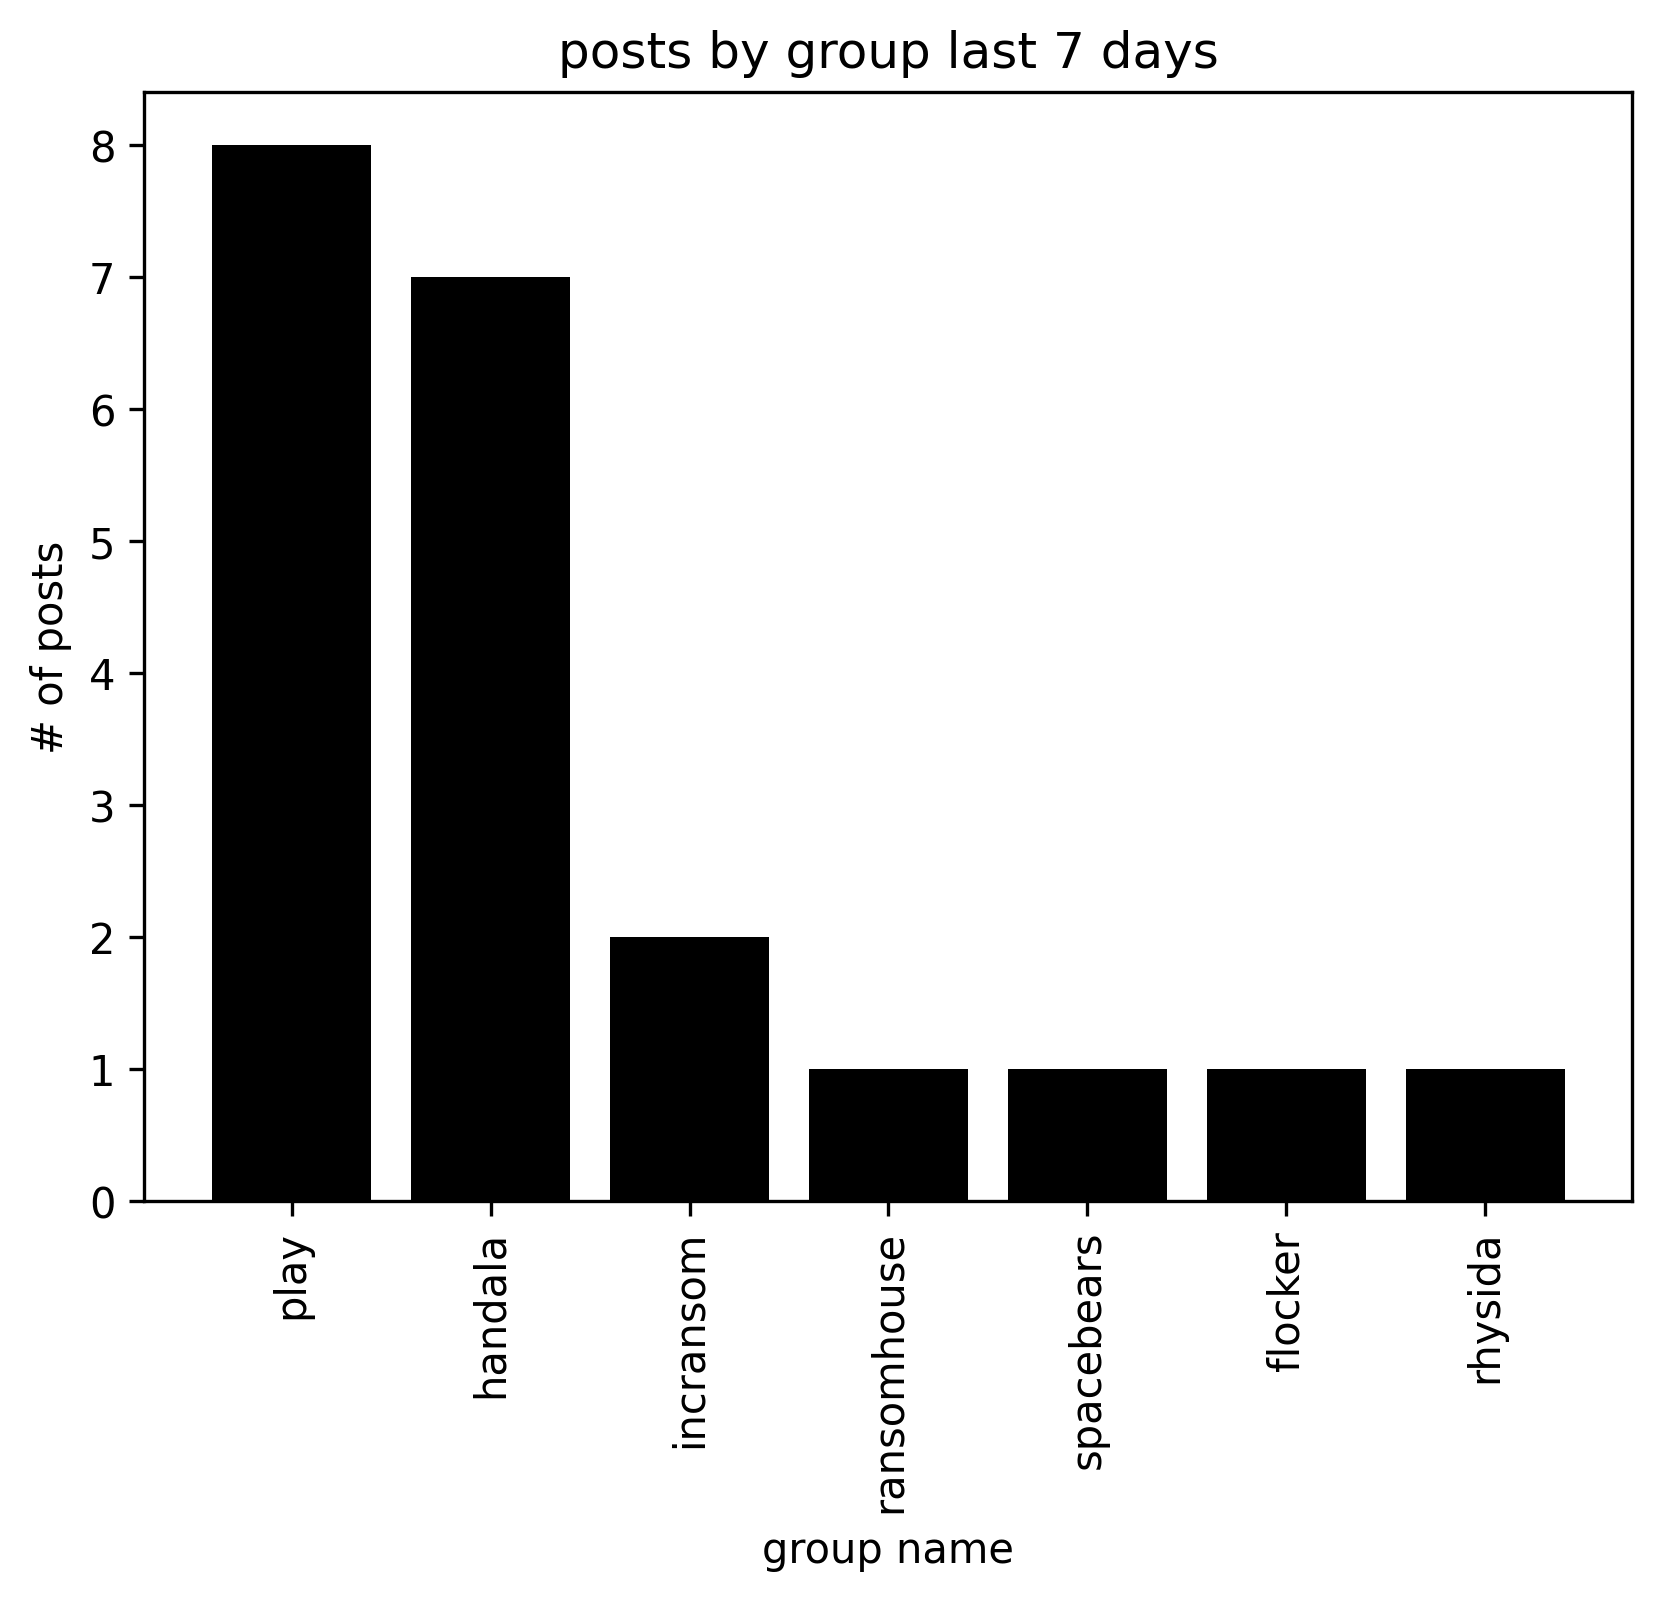 posts by group last 7 days
# of posts
8
7
6
5
4
3
2
1
0
play
handala
incransom
ransomhouse
spacebears
flocker
rhysida
group name